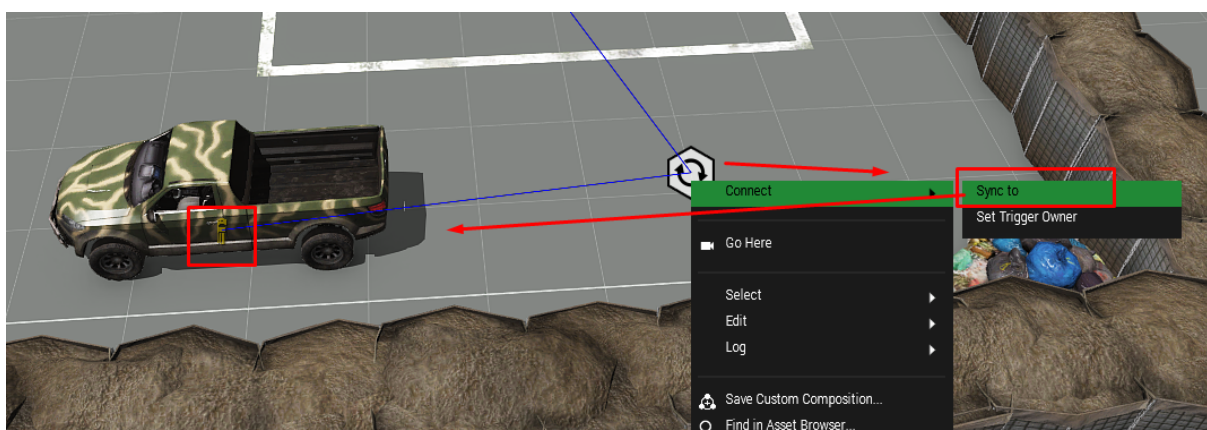 Connect
Sync to
Set Trigger Owner
Go Here
Select
Edit
Log
Save Custom Composition...
Find in Asset Browser...